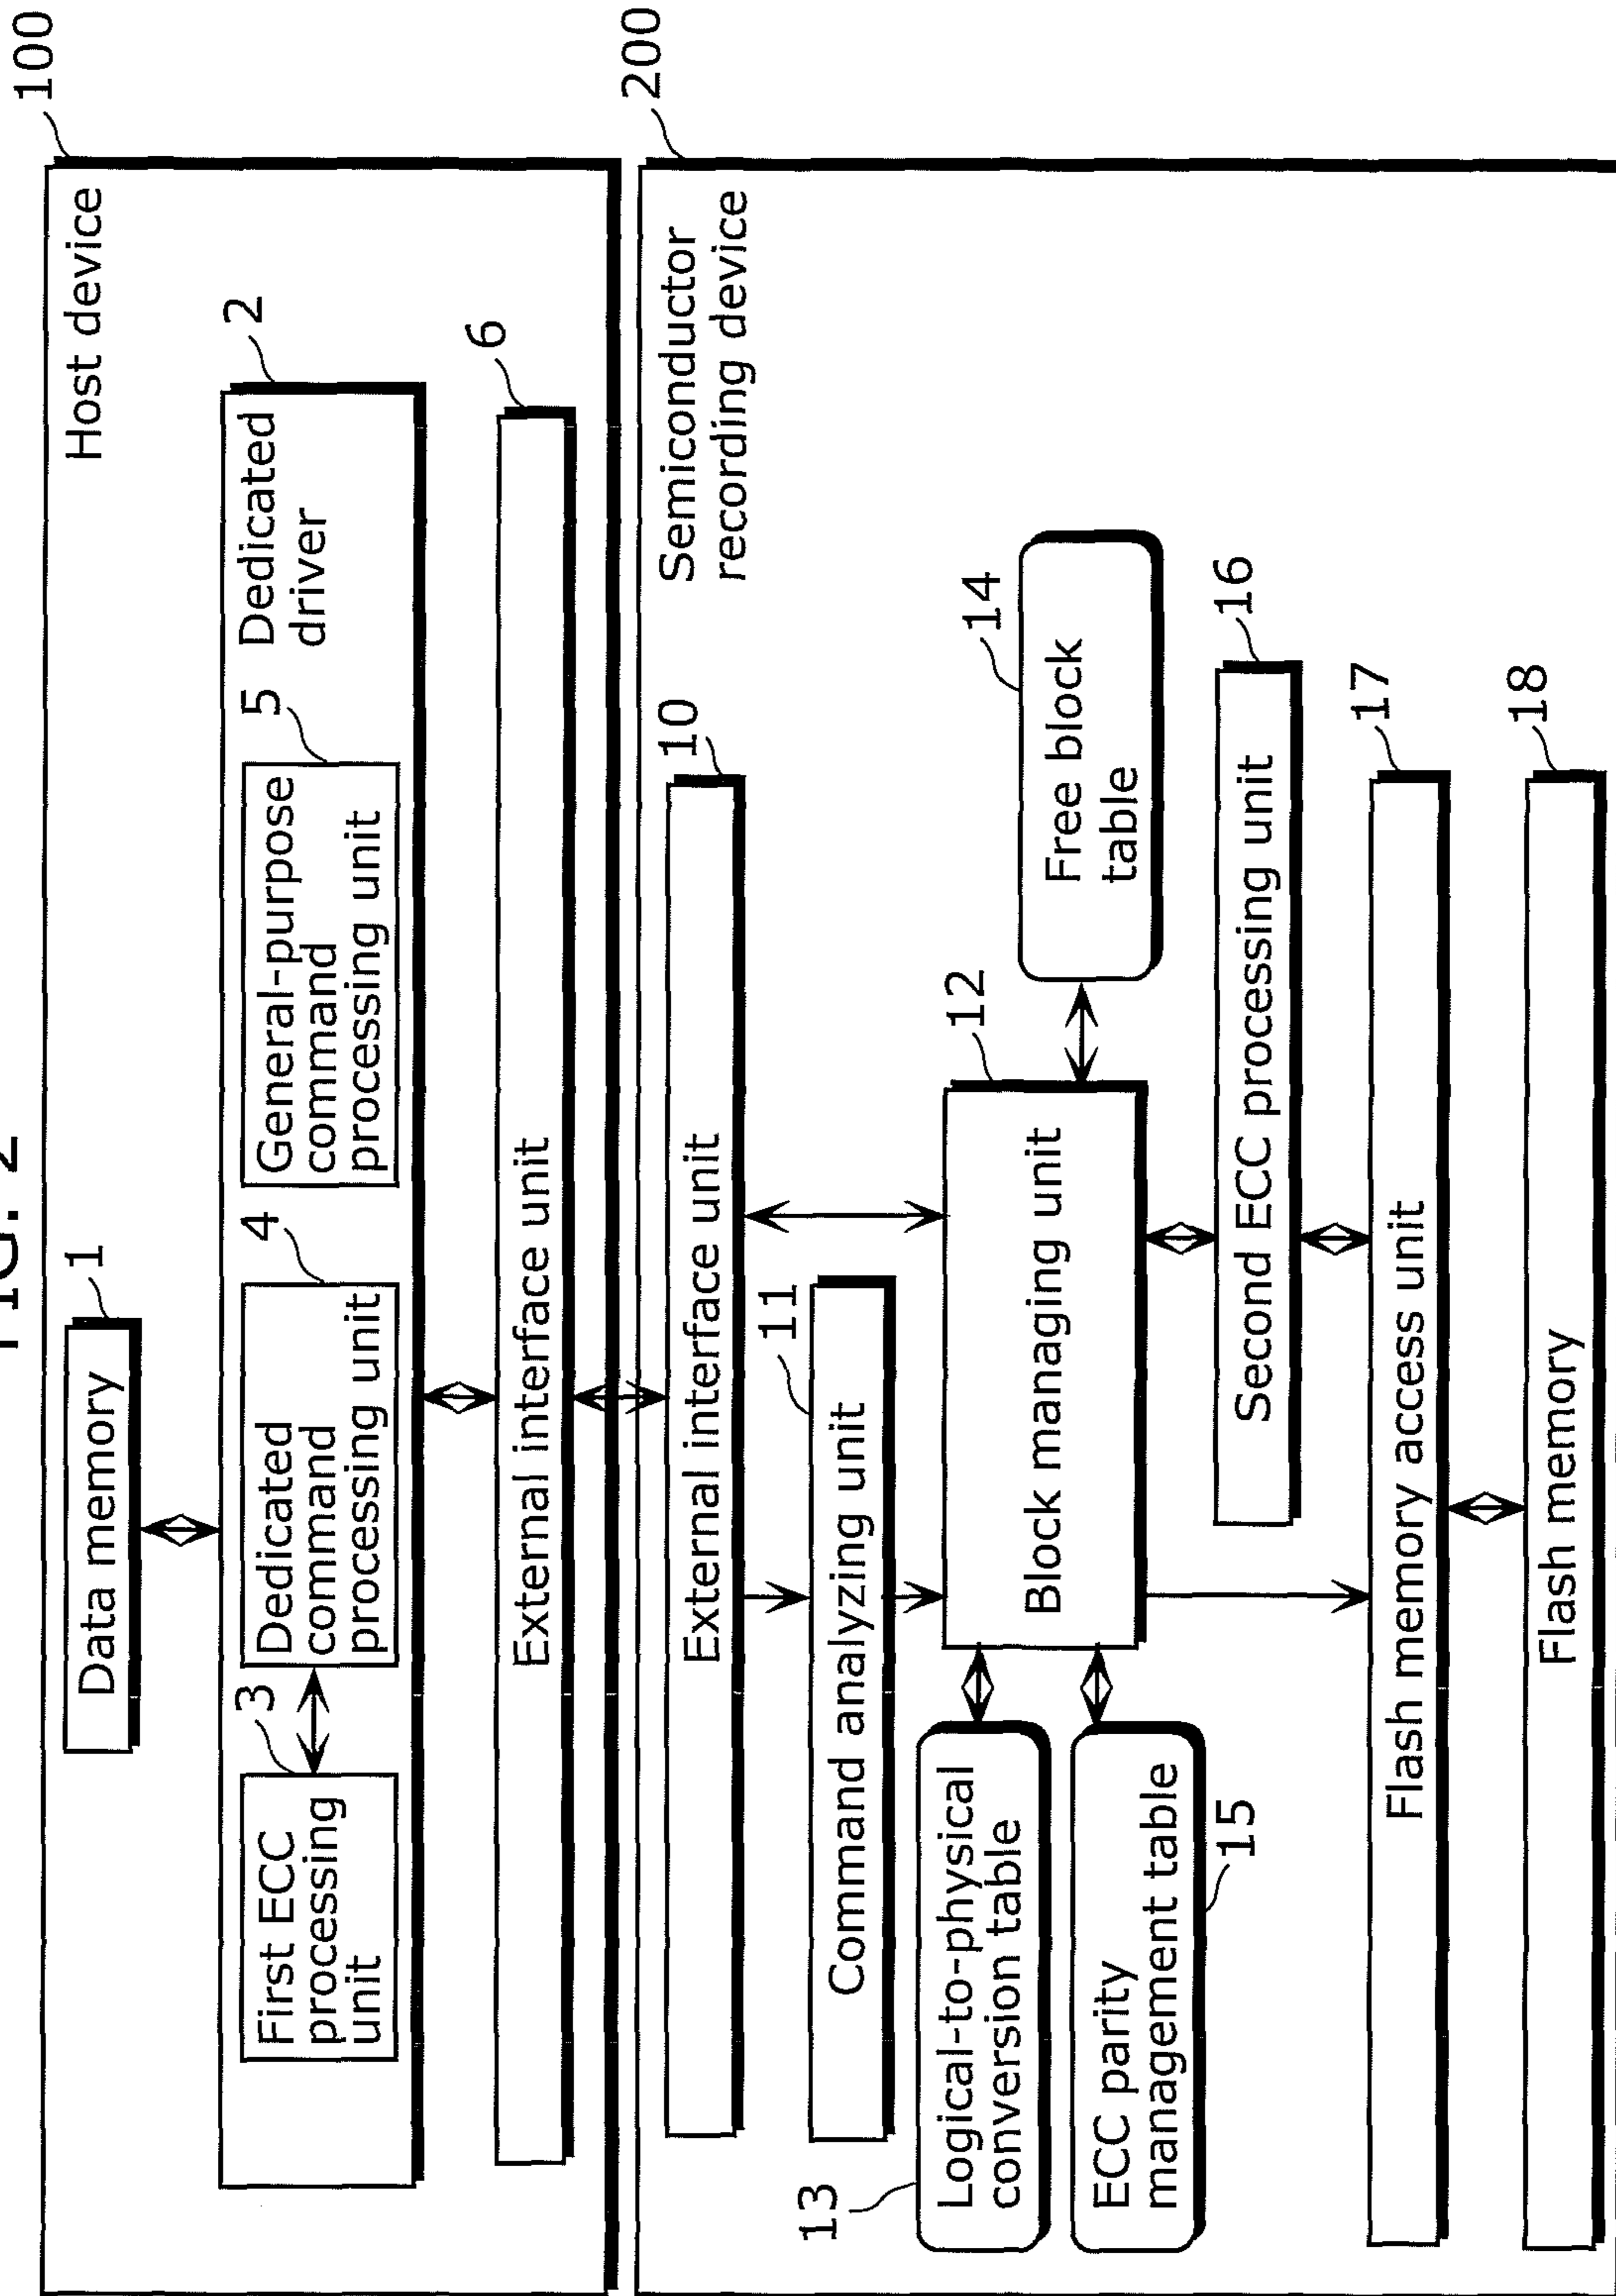 FIG. 2
100
Host device
Data memory
1
2
Dedicated
driver
First ECC
processing
unit
3
Dedicated
command
processing unit
4
General-purpose
command
processing unit
5
External interface unit
6
200
Semiconductor
recording device
External interface unit
10
Command analyzing unit
11
Block managing unit
12
13
Logical-to-physical
conversion table
Free block
table
14
ECC parity
management table
15
Second ECC processing unit
16
Flash memory access unit
17
Flash memory
18